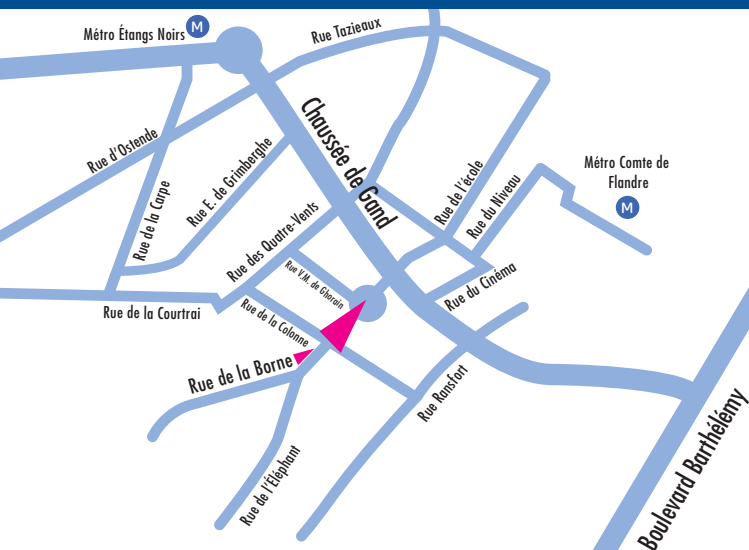 Métro Étangs Noirs M
Rue Tazieaux
Chaussée de Gand
Rue d'Ostende
Rue E. de Grimberghe
Rue de la Carpe
Rue de l'école
Rue du Niveau
Métro Comte de
Flandre
M
Rue des Quatre-Vents
Rue V.M. de Ghorain
Rue du Cinéma
Rue de la Courtrai
Rue de la Colonne
Rue de la Borne
Rue Ransfort
Rue de l'Éléphant
Boulevard Barthélémy